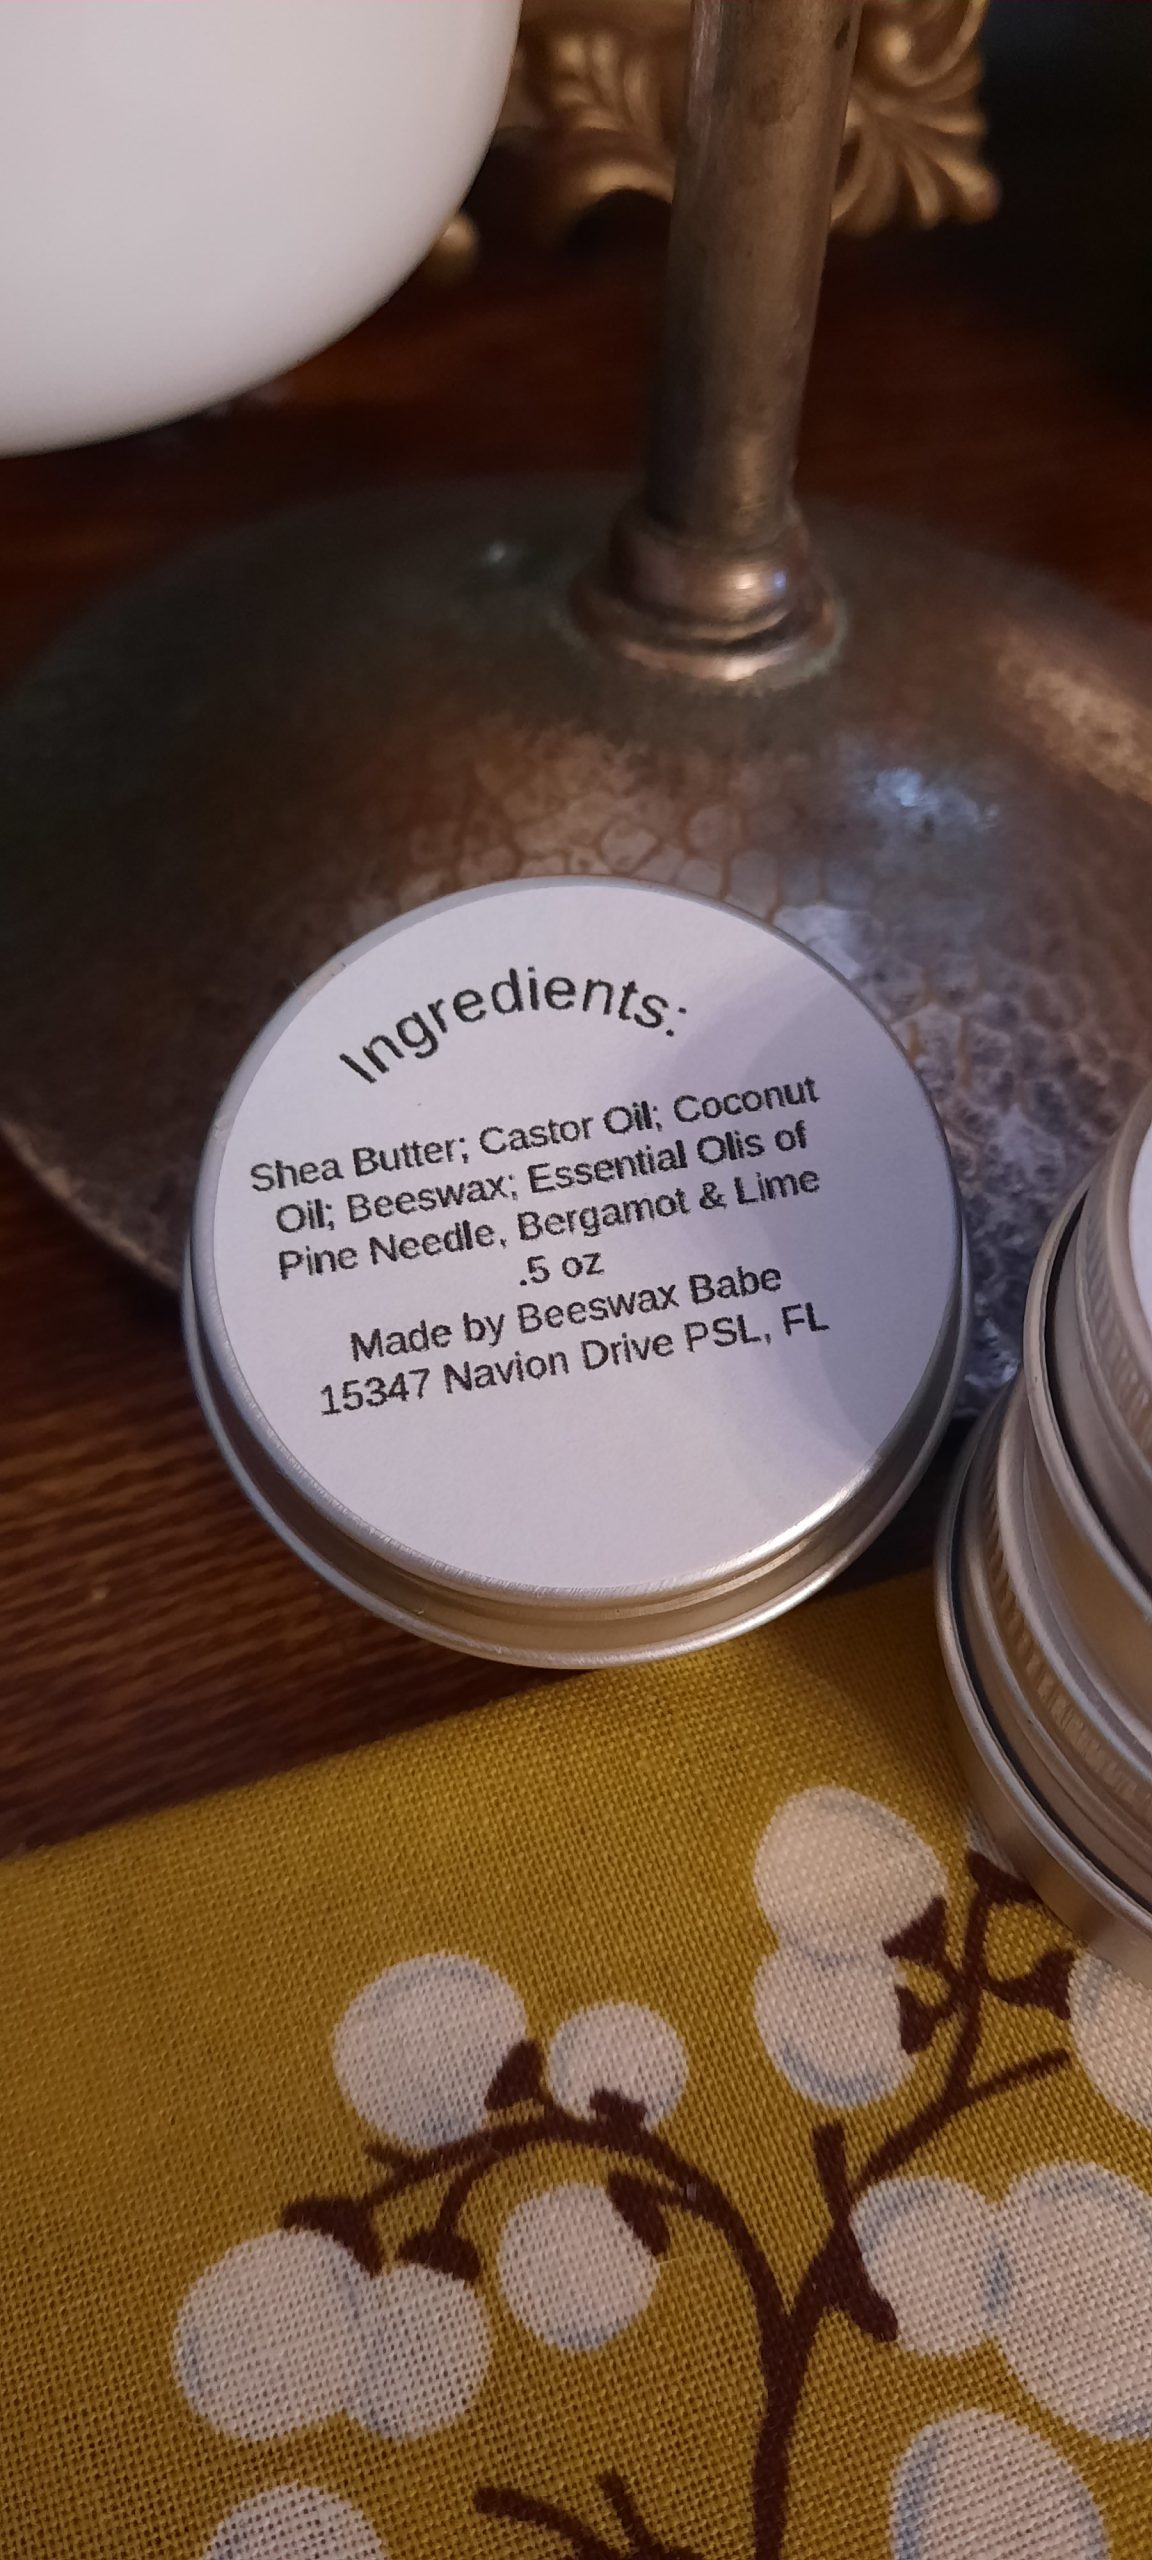 Ingredients:
Shea Butter; Castor Oil; Coconut
Oil; Beeswax; Essential Olis of
Pine Needle, Bergamot & Lime
.5 oz
Made by Beeswax Babe
15347 Navion Drive PSL, FL